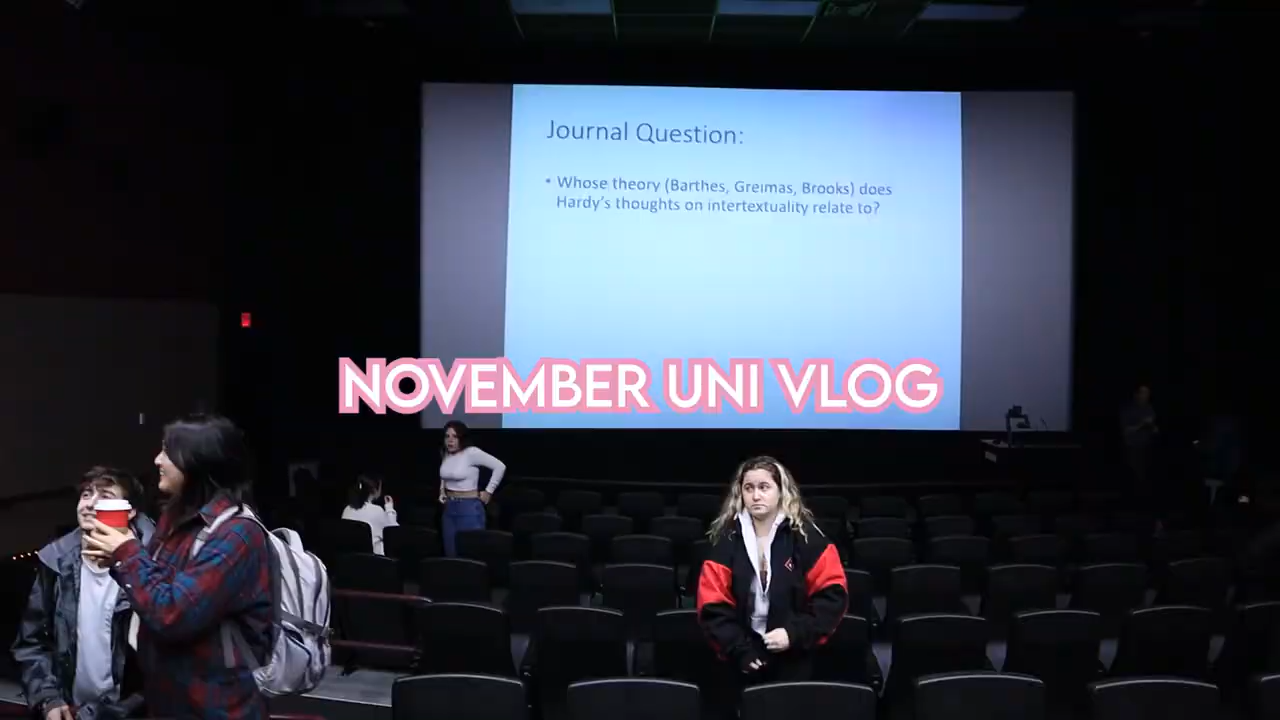 Journal Question:
• Whose theory (Barthes, Greimas, Brooks) does
Hardy's thoughts on intertextuality relate to?
NOVEMBER UNI VLOG